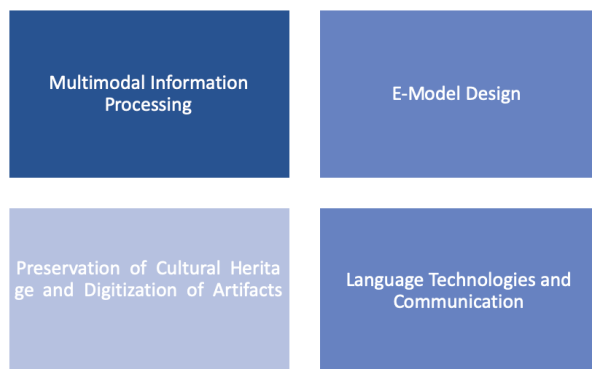 Multimodal Information
Processing
E-Model Design
Preservation of Cultural Herita
ge and Digitization of Artifacts
Language Technologies and
Communication